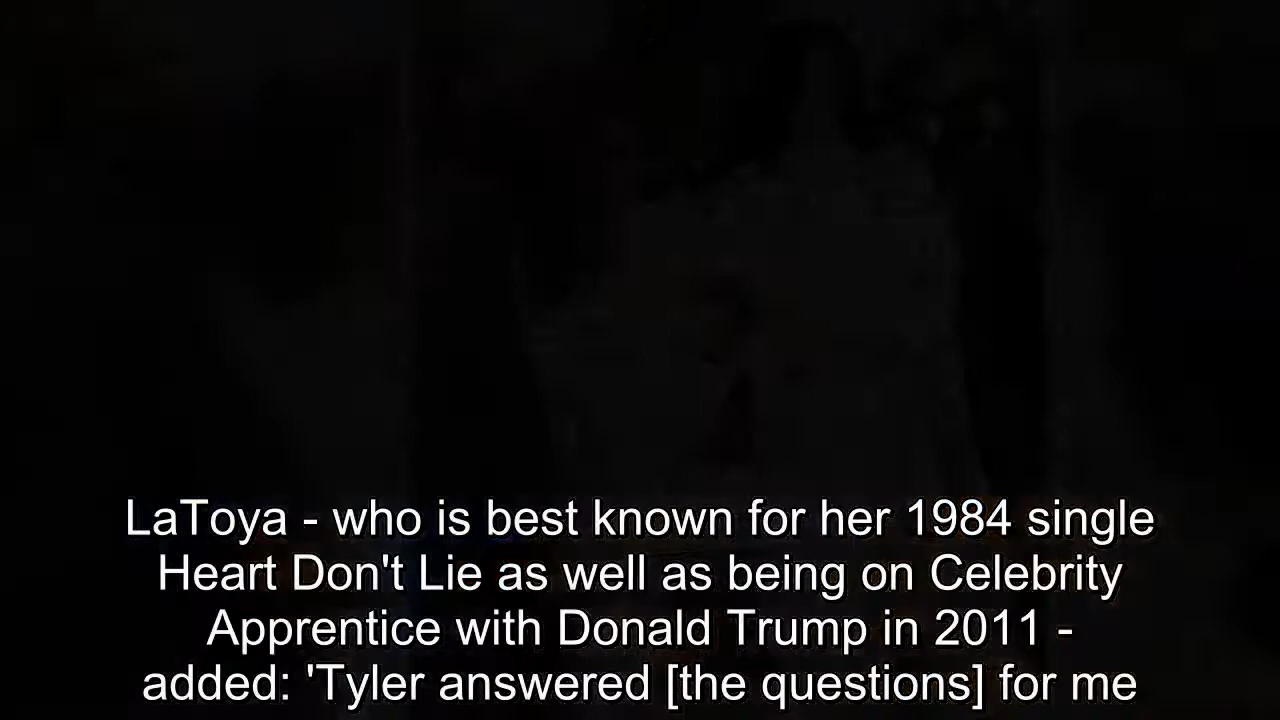 LaToya - who is best known for her 1984 single
Heart Don't Lie as well as being on Celebrity
Apprentice with Donald Trump in 2011 -
added: 'Tyler answered [the questions] for me